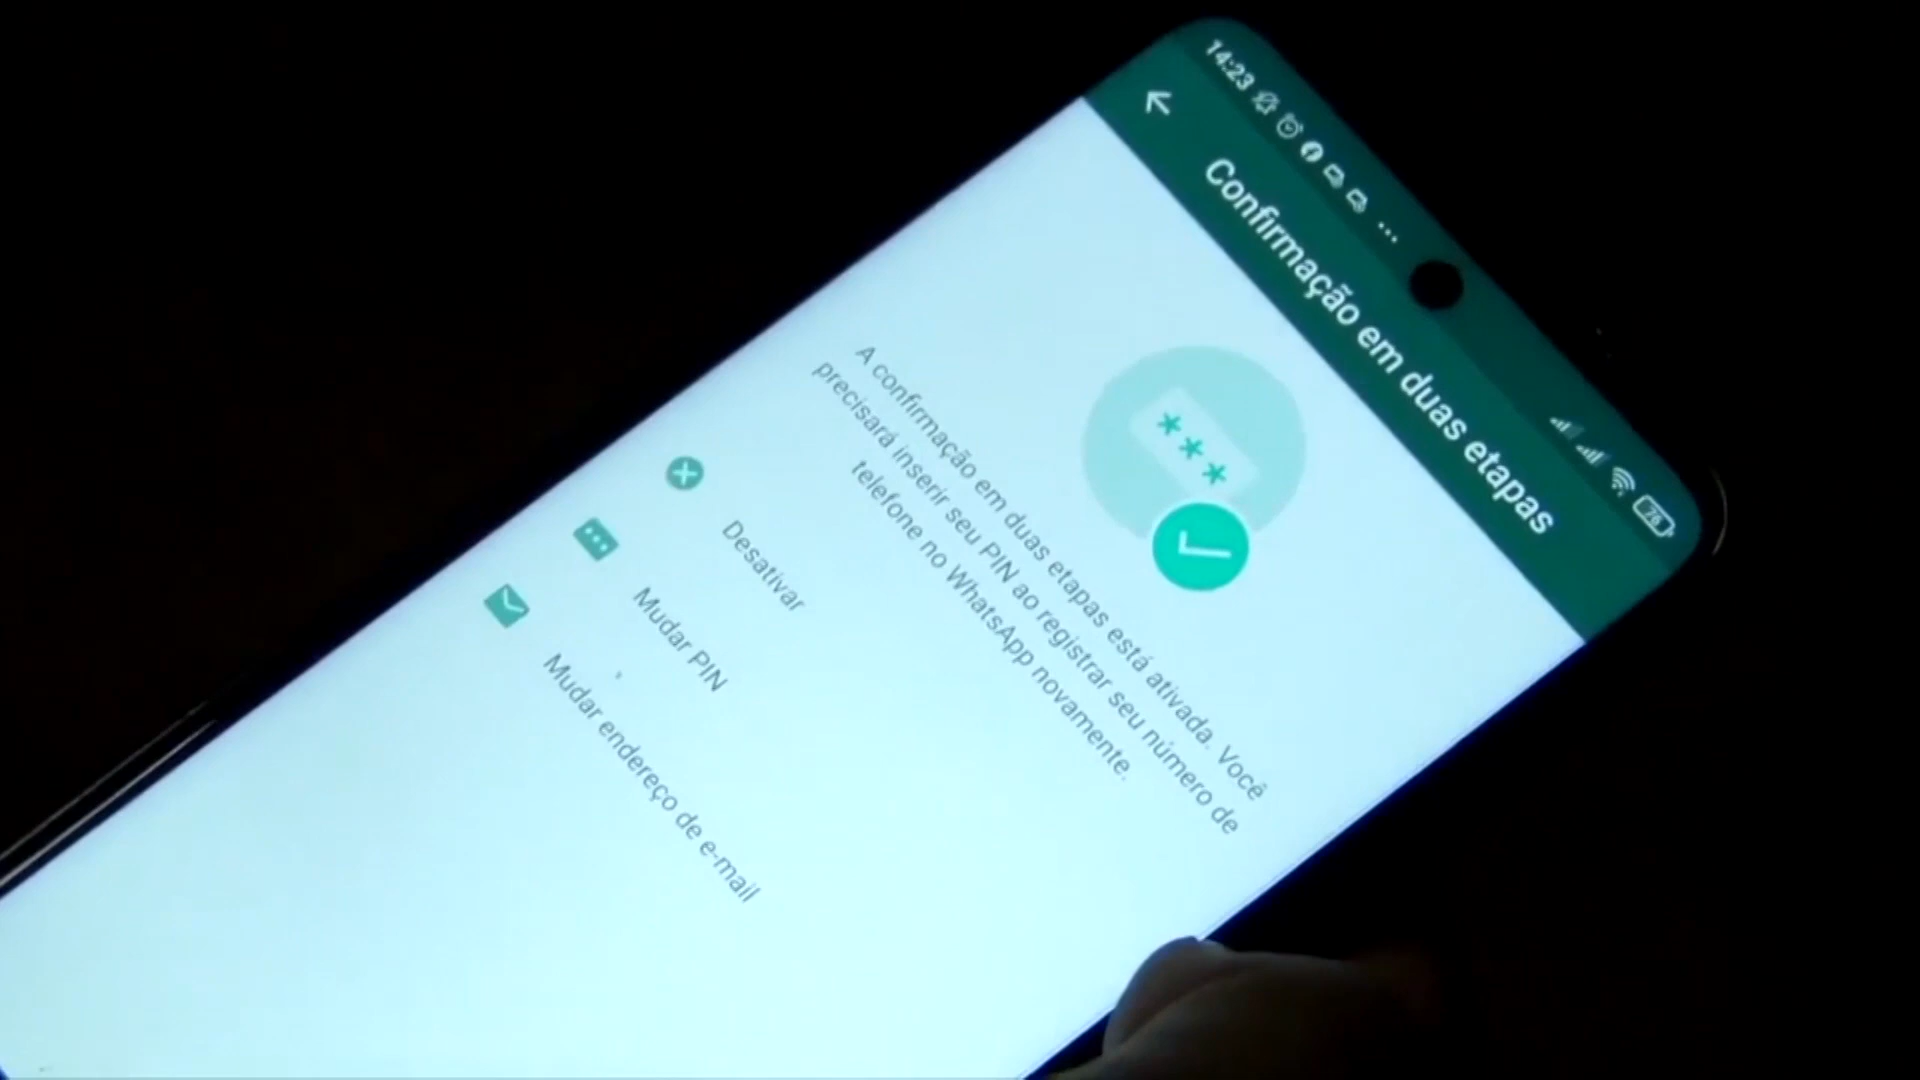 14:23
78
Confirmação em duas etapas
***
A confirmação em duas etapas está ativada. Você
precisará inserir seu PIN ao registrar seu número de
telefone no WhatsApp novamente.
Desativar
Mudar PIN
Mudar endereço de e-mail